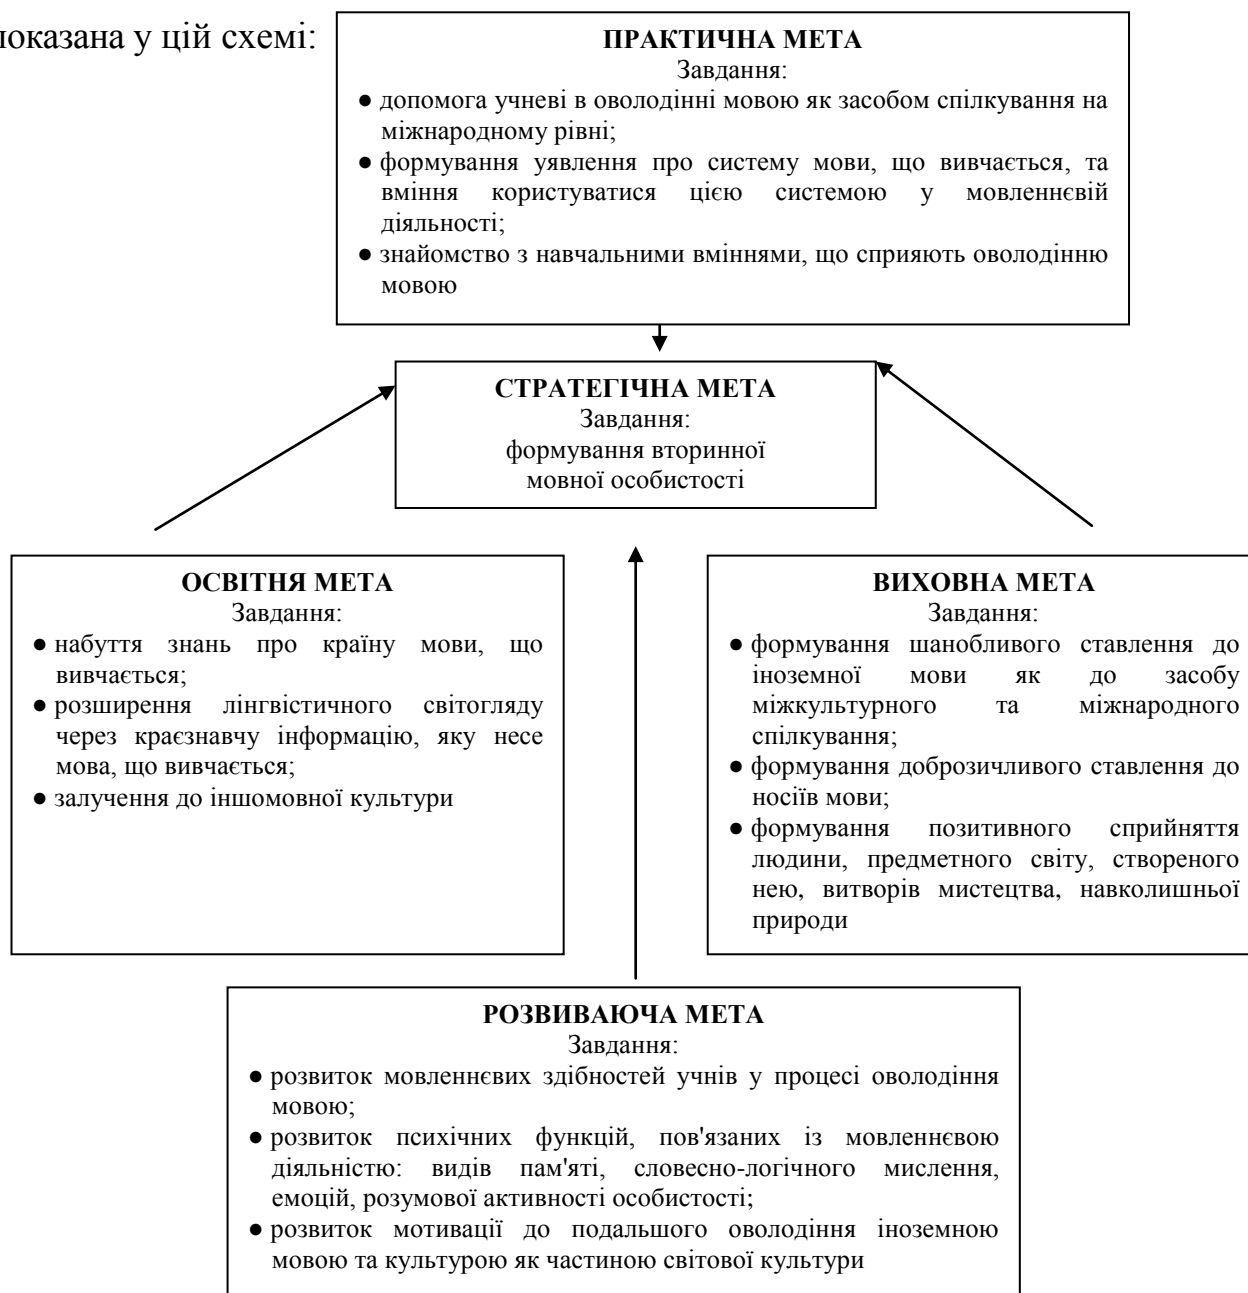 показана у цій схемі:
ПРАКТИЧНА МЕТА
Завдання:
● допомога учневі в оволодінні мовою як засобом спілкування на
міжнародному рівні;
● формування уявлення про систему мови, що вивчається, та
вміння користуватися цією системою у мовленнєвій
діяльності;
● знайомство з навчальними вміннями, що сприяють оволодінню
мовою
СТРАТЕГІЧНА МЕТА
Завдання:
формування вторинної
мовної особистості
ОСВІТНЯ МЕТА
Завдання:
● набуття знань про країну мови, що
вивчається;
● розширення лінгвістичного світогляду
через краєзнавчу інформацію, яку несе
мова, що вивчається;
● залучення до іншомовної культури
ВИХОВНА МЕТА
Завдання:
● формування шанобливого ставлення до
іноземної мови як до засобу
міжкультурного та міжнародного
спілкування;
● формування доброзичливого ставлення до
носіїв мови;
● формування позитивного сприйняття
людини, предметного світу, створеного
нею, витворів мистецтва, навколишньої
природи
РОЗВИВАЮЧА МЕТА
Завдання:
● розвиток мовленнєвих здібностей учнів у процесі оволодіння
мовою;
● розвиток психічних функцій, пов'язаних із мовленнєвою
діяльністю: видів пам'яті, словесно-логічного мислення,
емоцій, розумової активності особистості;
● розвиток мотивації до подальшого оволодіння іноземною
мовою та культурою як частиною світової культури